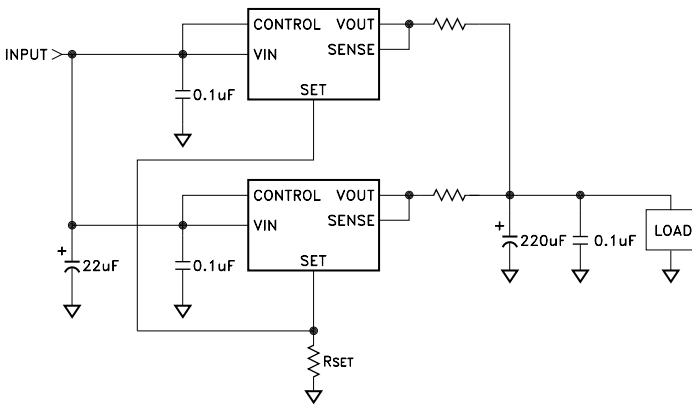 CONTROL VOUT
INPUT VIN SENSE
0.1uF SET
CONTROL VOUT
VIN SENSE
SET
+ 22uF 0.1uF + 220uF 0.1uF LOAD
RSET